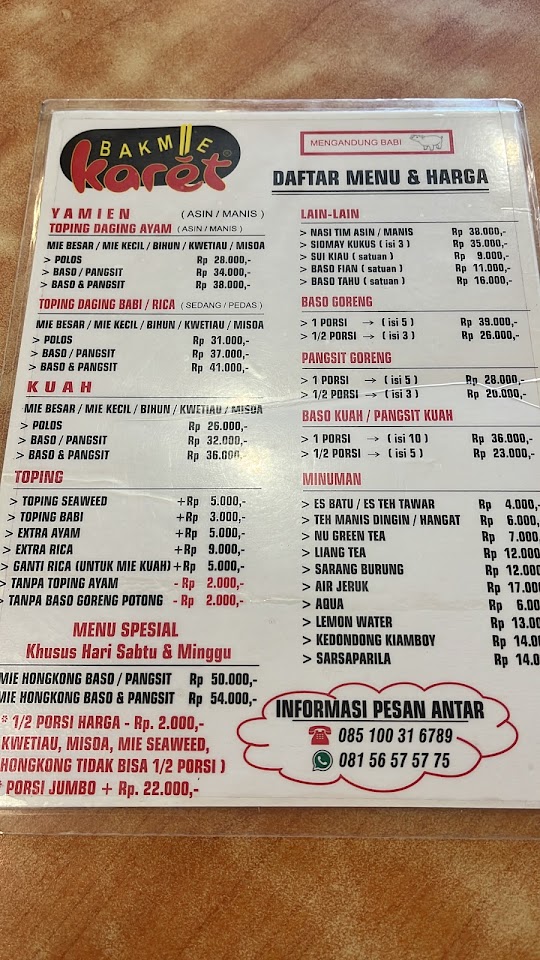 BAKMIE
karet®
MENGANDUNG BABI
DAFTAR MENU & HARGA
YAMIEN (ASIN / MANIS)
TOPING DAGING AYAM (ASIN / MANIS)
MIE BESAR / MIE KECIL / BIHUN / KWETIAU / MISOA
> POLOS Rp 28.000,-
> BASO / PANGSIT Rp 34.000,-
> BASO & PANGSIT Rp 38.000,-
TOPING DAGING BABI / RICA (SEDANG / PEDAS)
MIE BESAR / MIE KECIL / BIHUN / KWETIAU / MISOA
> POLOS Rp 31.000,-
> BASO / PANGSIT Rp 37.000,-
> BASO & PANGSIT Rp 41.000,-
KUAH
MIE BESAR / MIE KECIL / BIHUN / KWETIAU / MISOA
> POLOS Rp 26.000,-
> BASO / PANGSIT Rp 32.000,-
> BASO & PANGSIT Rp 36.000,-
TOPING
> TOPING SEAWEED +Rp 5.000,-
> TOPING BABI +Rp 3.000,-
> EXTRA AYAM +Rp 5.000,-
> EXTRA RICA +Rp 9.000,-
> GANTI RICA (UNTUK MIE KUAH) +Rp 5.000,-
> TANPA TOPING AYAM - Rp 2.000,-
> TANPA BASO GORENG POTONG - Rp 2.000,-
MENU SPESIAL
Khusus Hari Sabtu & Minggu
MIE HONGKONG BASO / PANGSIT Rp 50.000,-
MIE HONGKONG BASO & PANGSIT Rp 54.000,-
* 1/2 PORSI HARGA - Rp. 2.000,-
KWETIAU, MISOA, MIE SEAWEED,
HONGKONG TIDAK BISA 1/2 PORSI )
* PORSI JUMBO + Rp. 22.000,-
LAIN-LAIN
> NASI TIM ASIN / MANIS Rp 38.000,-
> SIOMAY KUKUS ( isi 3 ) Rp 35.000,-
> SUI KIAU ( satuan ) Rp 9.000,-
> BASO FIAN ( satuan ) Rp 11.000,-
> BASO TAHU ( satuan ) Rp 16.000,-
BASO GORENG
> 1 PORSI → ( isi 5 ) Rp 39.000,-
> 1/2 PORSI → ( isi 3 ) Rp 26.000,-
PANGSIT GORENG
> 1 PORSI → ( isi 5 ) Rp 28.000,-
> 1/2 PORSI → ( isi 3 ) Rp 20.000,-
BASO KUAH / PANGSIT KUAH
> 1 PORSI → ( isi 10 ) Rp 36.000,-
> 1/2 PORSI → ( isi 5 ) Rp 23.000,-
MINUMAN
> ES BATU / ES TEH TAWAR Rp 4.000,-
> TEH MANIS DINGIN / HANGAT Rp 6.000,
> NU GREEN TEA Rp 7.000
> LIANG TEA Rp 12.000
> SARANG BURUNG Rp 12.000
> AIR JERUK Rp 17.00
> AQUA Rp 6.00
> LEMON WATER Rp 13.00
> KEDONDONG KIAMBOY Rp 14.0
> SARSAPARILA Rp 14.0
INFORMASI PESAN ANTAR
085 100 31 6789
081 56 57 57 75